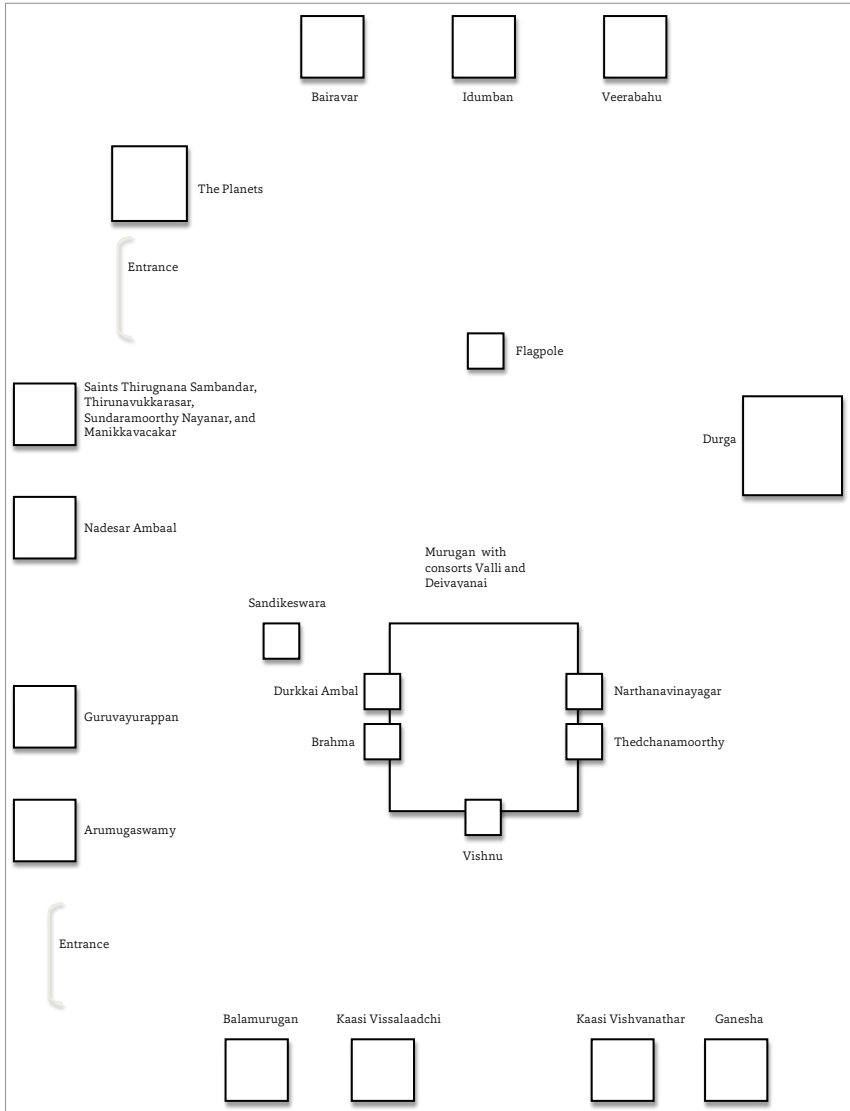 Bairavar
Idumban
Veerabahu
The Planets
Entrance
Flagpole
Saints Thirugnana Sambandar,
Thirunavukkarasar,
Sundaramoorthy Nayanar, and
Manikkavacakar
Durga
Nadesar Ambaal
Murugan with
consorts Valli and
Deivayanai
Sandikeswara
Durkkai Ambal
Narthanavinayagar
Guruvayurappan
Brahma
Thedchanamoorthy
Arumugaswamy
Vishnu
Entrance
Balamurugan
Kaasi Vissalaadchi
Kaasi Vishvanathar
Ganesha